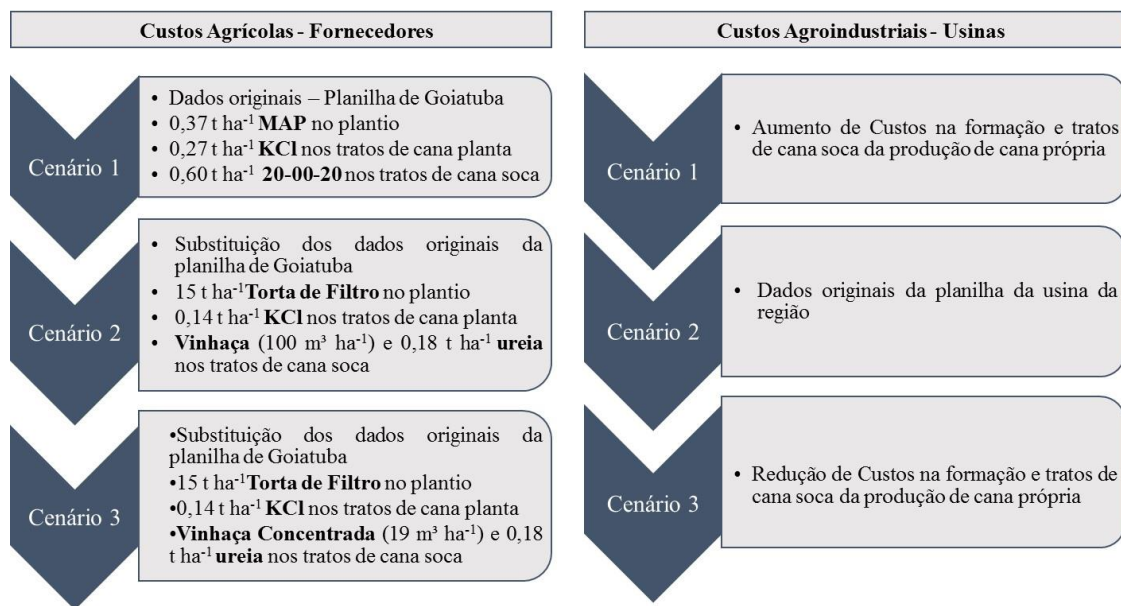 Custos Agrícolas - Fornecedores
Cenário 1
• Dados originais – Planilha de Goiatuba
• 0,37 t ha⁻¹ MAP no plantio
• 0,27 t ha⁻¹ KCl nos tratos de cana planta
• 0,60 t ha⁻¹ 20-00-20 nos tratos de cana soca
Cenário 2
• Substituição dos dados originais da
planilha de Goiatuba
• 15 t ha⁻¹ Torta de Filtro no plantio
• 0,14 t ha⁻¹ KCl nos tratos de cana planta
• Vinhaça (100 m³ ha⁻¹) e 0,18 t ha⁻¹ ureia
nos tratos de cana soca
Cenário 3
•Substituição dos dados originais da
planilha de Goiatuba
•15 t ha⁻¹ Torta de Filtro no plantio
•0,14 t ha⁻¹ KCl nos tratos de cana planta
•Vinhaça Concentrada (19 m³ ha⁻¹) e 0,18
t ha⁻¹ ureia nos tratos de cana soca
Custos Agroindustriais - Usinas
Cenário 1
• Aumento de Custos na formação e tratos
de cana soca da produção de cana própria
Cenário 2
• Dados originais da planilha da usina da
região
Cenário 3
• Redução de Custos na formação e tratos de
cana soca da produção de cana própria